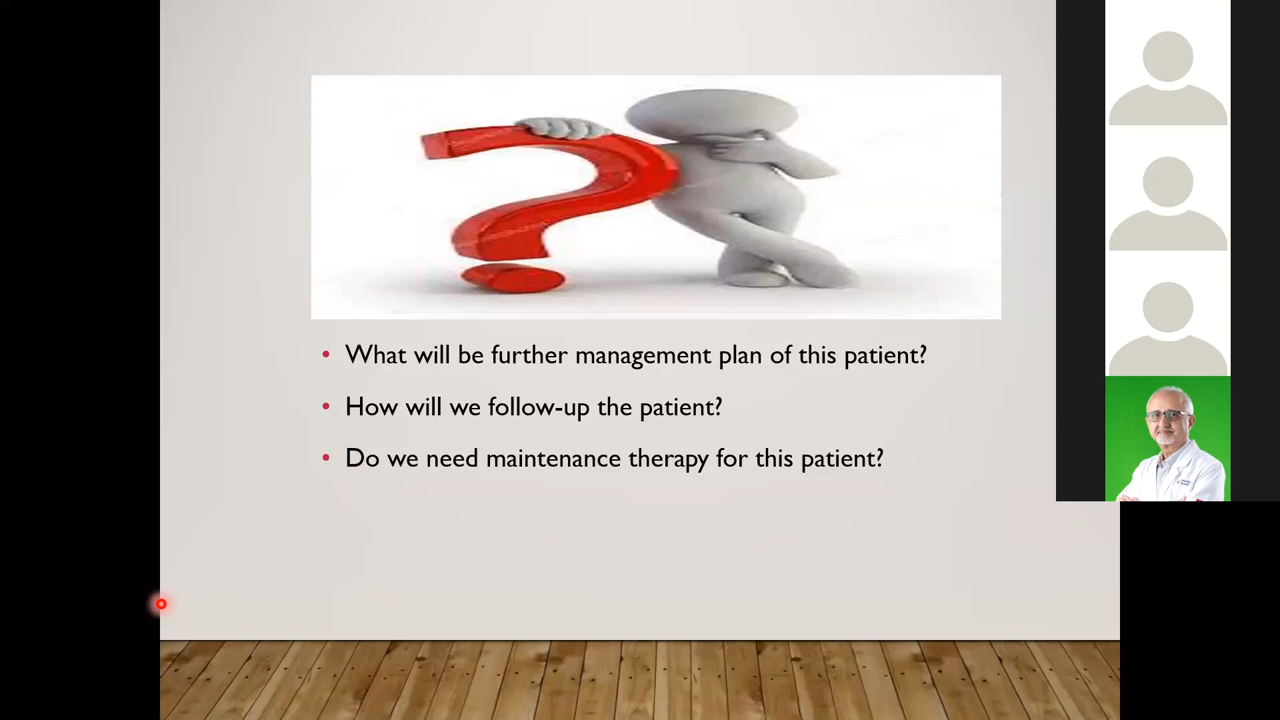 What will be further management plan of this patient?
How will we follow-up the patient?
Do we need maintenance therapy for this patient?